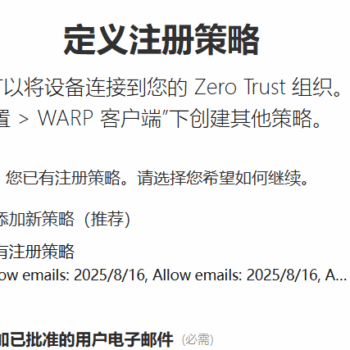 定义注册策略
可以将设备连接到您的 Zero Trust 组织。
置 > WARP 客户端”下创建其他策略。
您已有注册策略。请选择您希望如何继续。
添加新策略（推荐）
有注册策略
low emails: 2025/8/16, Allow emails: 2025/8/16, A...
加已批准的用户电子邮件 (必需)